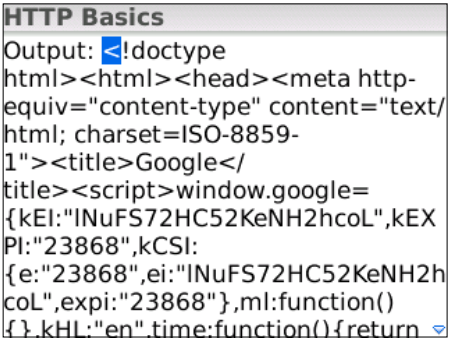 HTTP Basics
Output: <!doctype
html><html><head><meta http-
equiv="content-type" content="text/
html; charset=ISO-8859-
1"><title>Google</
title><script>window.google=
{kEI:"lNuFS72HC52KeNH2hcoL",kEX
PI:"23868",kCSI:
{e:"23868",ei:"lNuFS72HC52KeNH2h
coL",expi:"23868"},ml:function()
{},kHL:"en",time:function(){return